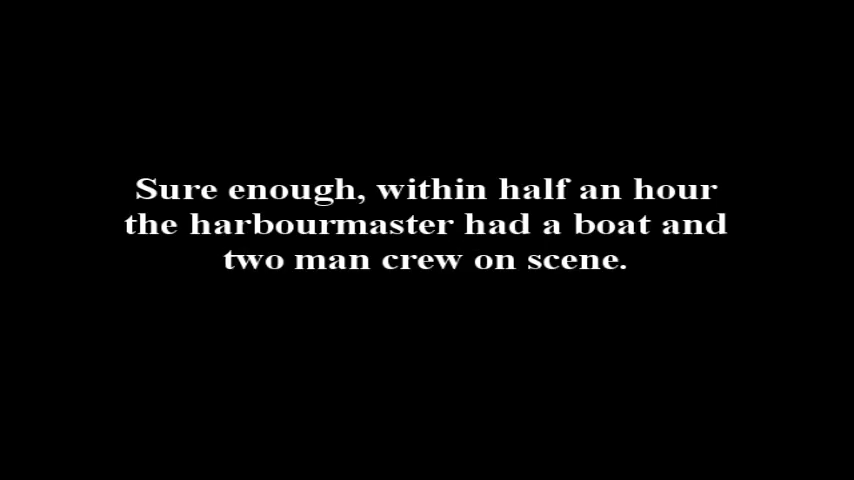 Sure enough, within half an hour
the harbourmaster had a boat and
two man crew on scene.